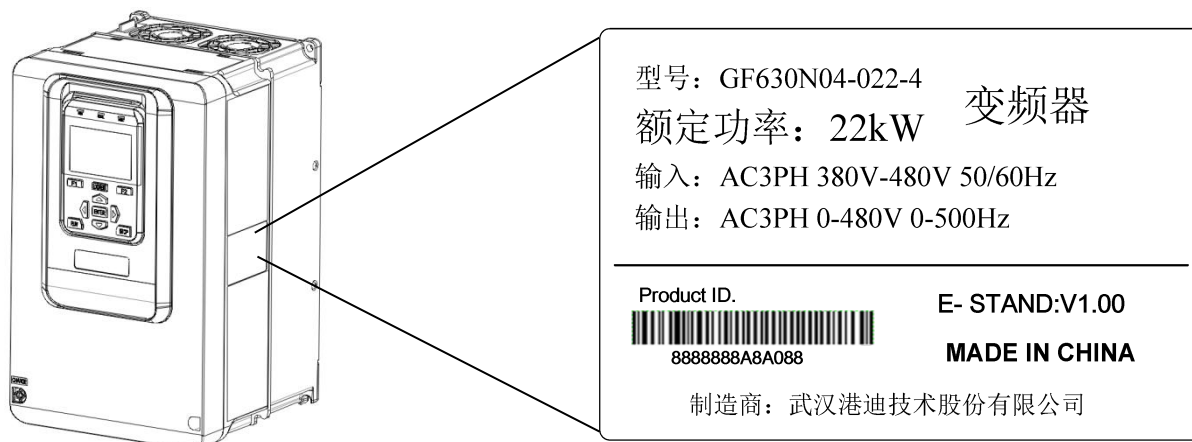 型号：GF630N04-022-4
变频器
额定功率：22kW
输入：AC3PH 380V-480V 50/60Hz
输出：AC3PH 0-480V 0-500Hz
Product ID.
8888888A8A088
E- STAND:V1.00
MADE IN CHINA
制造商：武汉港迪技术股份有限公司